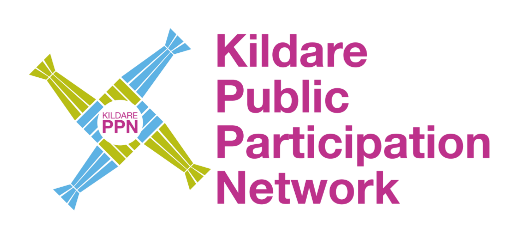 KILDARE
PPN
Kildare
Public
Participation
Network